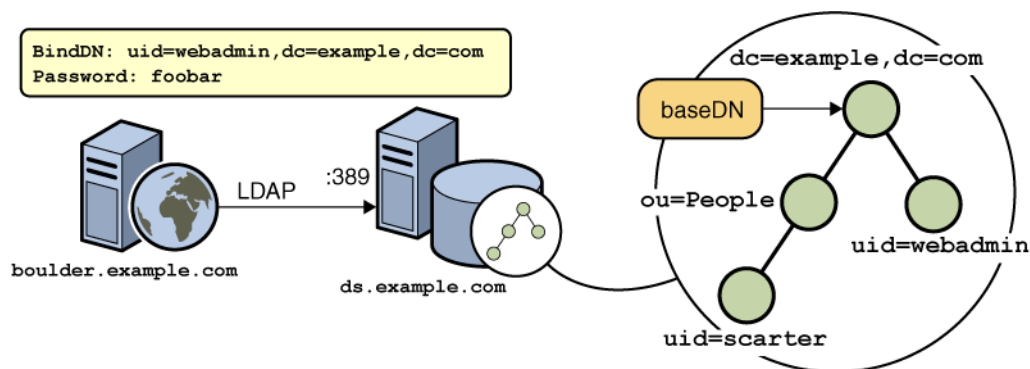 BindDN: uid=webadmin,dc=example,dc=com
Password: foobar
LDAP
:389
boulder.example.com
ds.example.com
dc=example,dc=com
baseDN
ou=People
uid=webadmin
uid=scarter